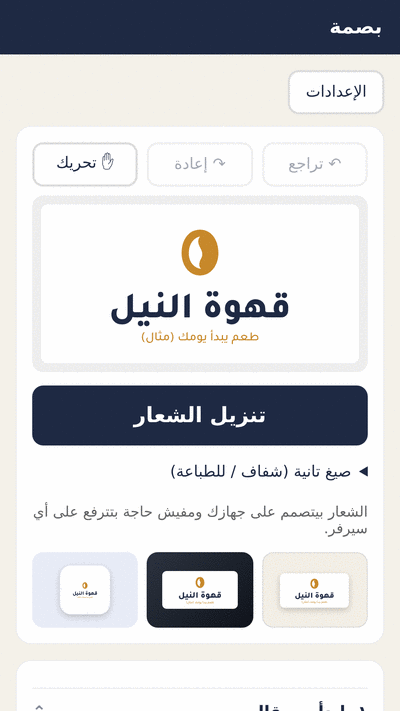 بصمة
الإعدادات
↶ تراجع
↷ إعادة
✋ تحريك
قهوة النيل
طعم يبدأ يومك (مثال)
تنزيل الشعار
◀ صيغ تانية (شفاف / للطباعة)
الشعار بيتصمم على جهازك ومفيش حاجة بتترفع على أي
سيرفر.
قهوة النيل
قهوة النيل
قهوة النيل